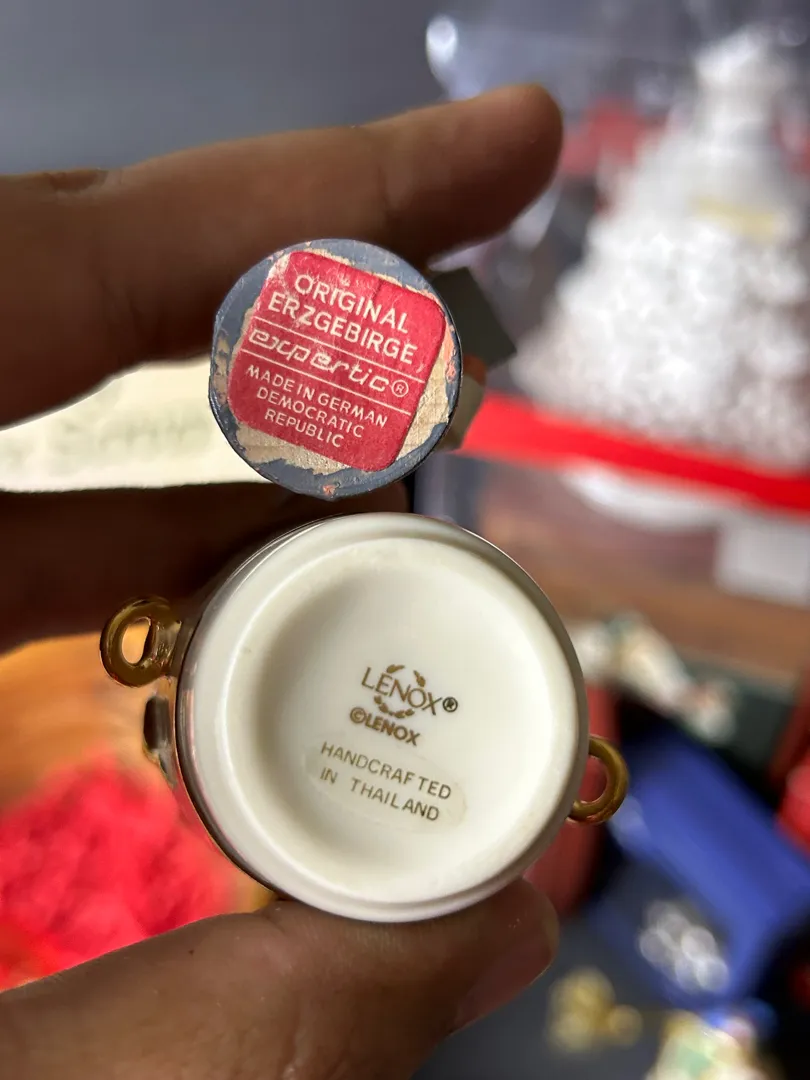 ORIGINAL
ERZGEBIRGE
expertic®
MADE IN GERMAN
DEMOCRATIC
REPUBLIC
LENOX®
©LENOX
HANDCRAFTED
IN THAILAND